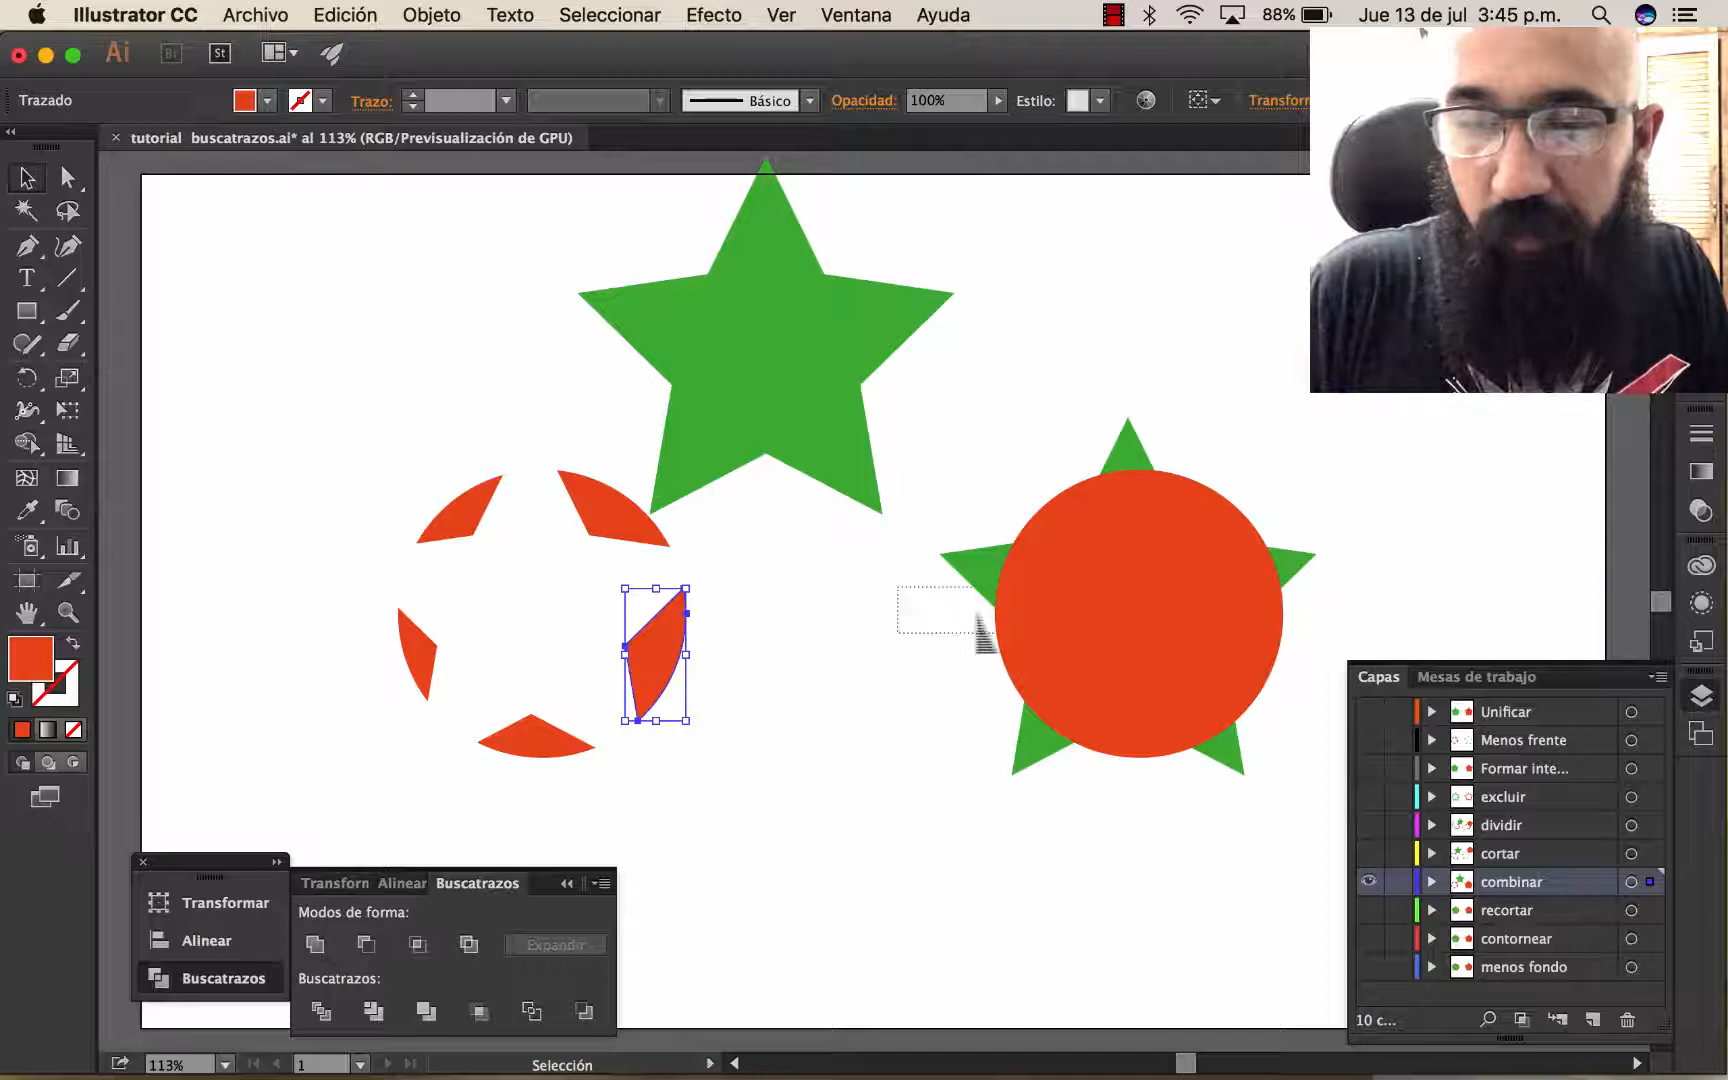 Illustrator CC Archivo Edición Objeto Texto Seleccionar Efecto Ver Ventana Ayuda 88% Jue 13 de jul 3:45 p.m.
Ai Br St
Trazado Trazo: Básico Opacidad: 100% Estilo: Transform
× tutorial buscatrazos.ai* al 113% (RGB/Previsualización de GPU)
Capas Mesas de trabajo
Unificar
Menos frente
Formar inte...
excluir
dividir
cortar
combinar
recortar
contornear
menos fondo
10 c...
Transformar
Alinear
Buscatrazos
Transforn Alinear Buscatrazos
Modos de forma:
Expandir
Buscatrazos:
113% 1 Selección